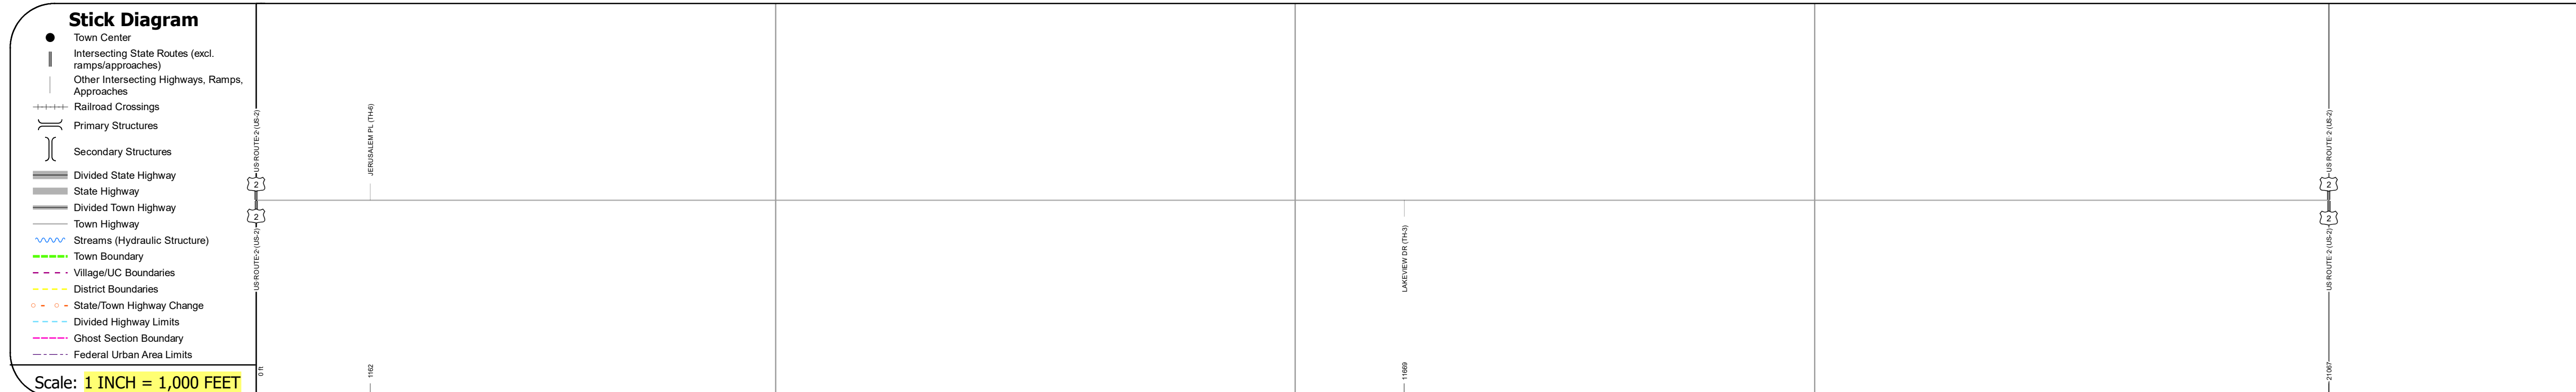 Stick Diagram
Town Center
Intersecting State Routes (excl.
ramps/approaches)
Other Intersecting Highways, Ramps,
Approaches
Railroad Crossings
Primary Structures
Secondary Structures
Divided State Highway
State Highway
Divided Town Highway
Town Highway
Streams (Hydraulic Structure)
Town Boundary
Village/UC Boundaries
District Boundaries
State/Town Highway Change
Divided Highway Limits
Ghost Section Boundary
Federal Urban Area Limits
Scale: 1 INCH = 1,000 FEET
US ROUTE 2 (US-2)
2
2
US ROUTE 2 (US-2)
0 ft
JERUSALEM PL (TH-6)
1162
LAKEVIEW DR (TH-3)
11669
US ROUTE 2 (US-2)
2
2
US ROUTE 2 (US-2)
21067